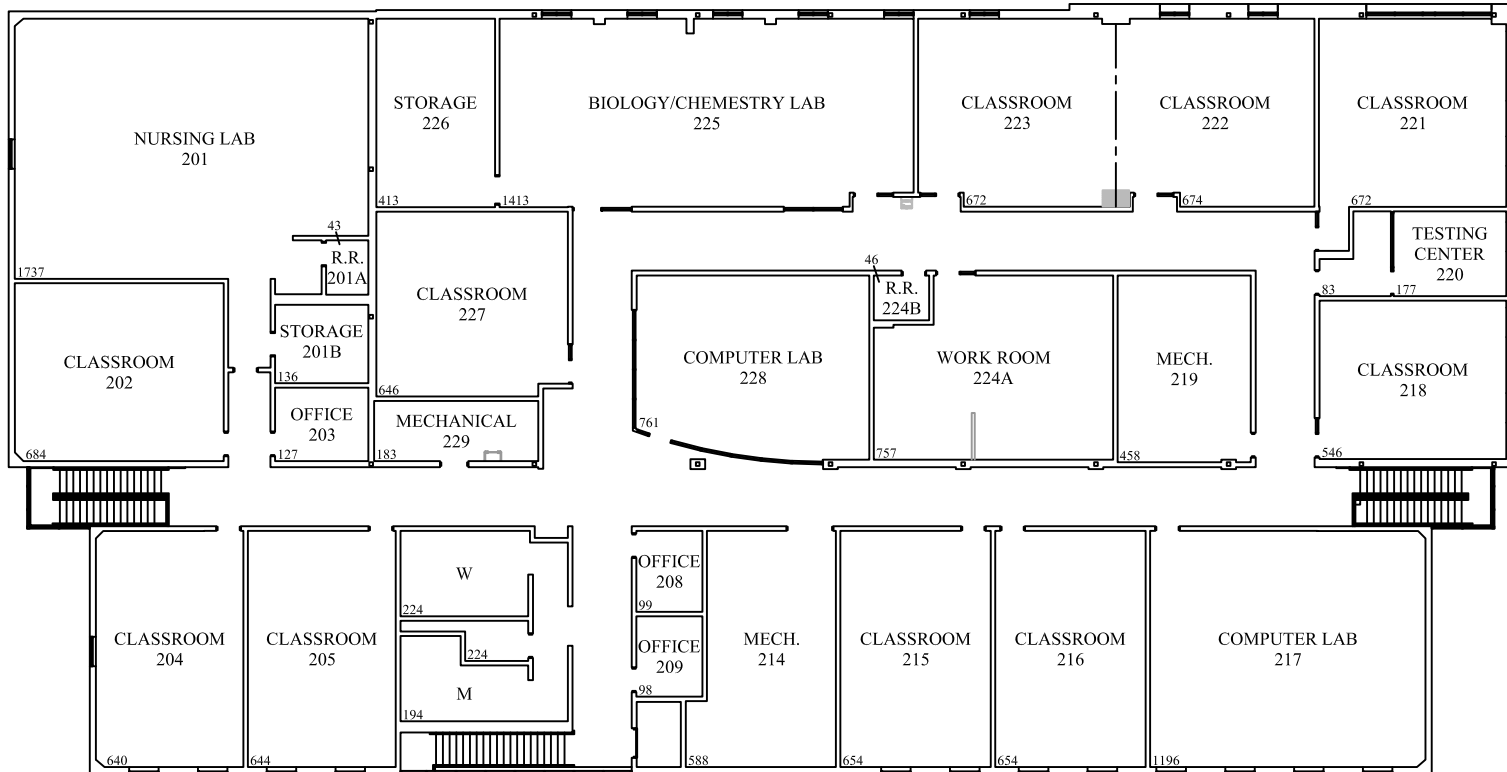 STORAGE
226
BIOLOGY/CHEMESTRY LAB
225
CLASSROOM
223
CLASSROOM
222
CLASSROOM
221
NURSING LAB
201
413
1413
672
674
672
43
R.R.
201A
1737
CLASSROOM
227
46
R.R.
224B
TESTING
CENTER
220
83
177
STORAGE
201B
136
CLASSROOM
202
COMPUTER LAB
228
WORK ROOM
224A
MECH.
219
CLASSROOM
218
646
OFFICE
203
MECHANICAL
229
761
684
127
183
757
458
546
W
224
OFFICE
208
99
CLASSROOM
204
CLASSROOM
205
224
M
194
OFFICE
209
98
MECH.
214
CLASSROOM
215
CLASSROOM
216
COMPUTER LAB
217
640
644
588
654
654
1196